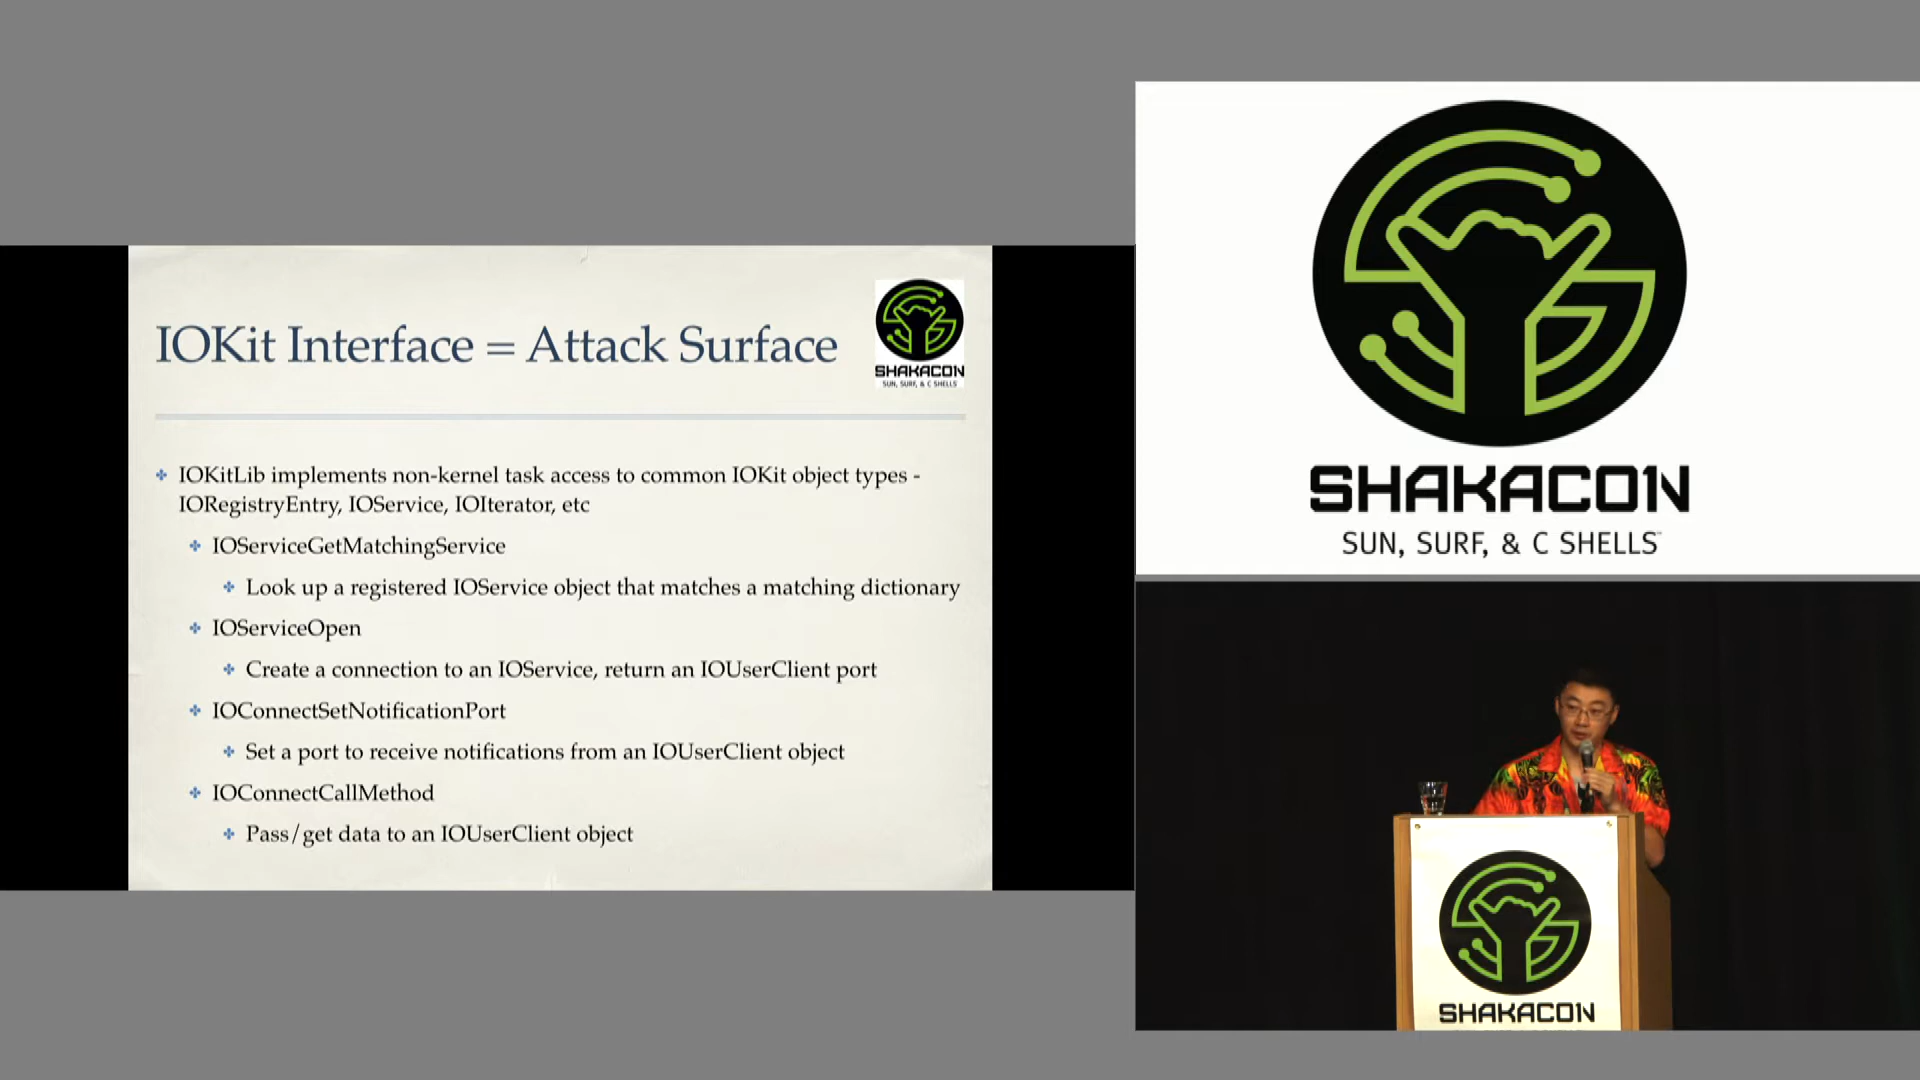 IOKit Interface = Attack Surface
SHAKACON
SUN, SURF, & C SHELLS
IOKitLib implements non-kernel task access to common IOKit object types -
IORegistryEntry, IOService, IOIterator, etc
IOServiceGetMatchingService
Look up a registered IOService object that matches a matching dictionary
IOServiceOpen
Create a connection to an IOService, return an IOUserClient port
IOConnectSetNotificationPort
Set a port to receive notifications from an IOUserClient object
IOConnectCallMethod
Pass/get data to an IOUserClient object
SHAKACON
SUN, SURF, & C SHELLS™
SHAKACON